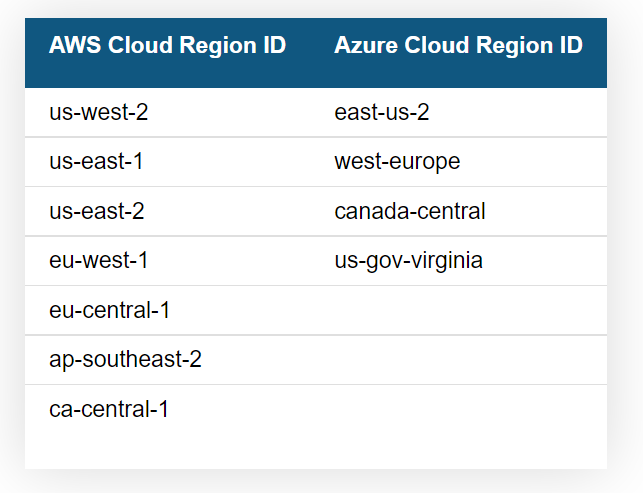 AWS Cloud Region ID Azure Cloud Region ID
us-west-2 east-us-2
us-east-1 west-europe
us-east-2 canada-central
eu-west-1 us-gov-virginia
eu-central-1
ap-southeast-2
ca-central-1